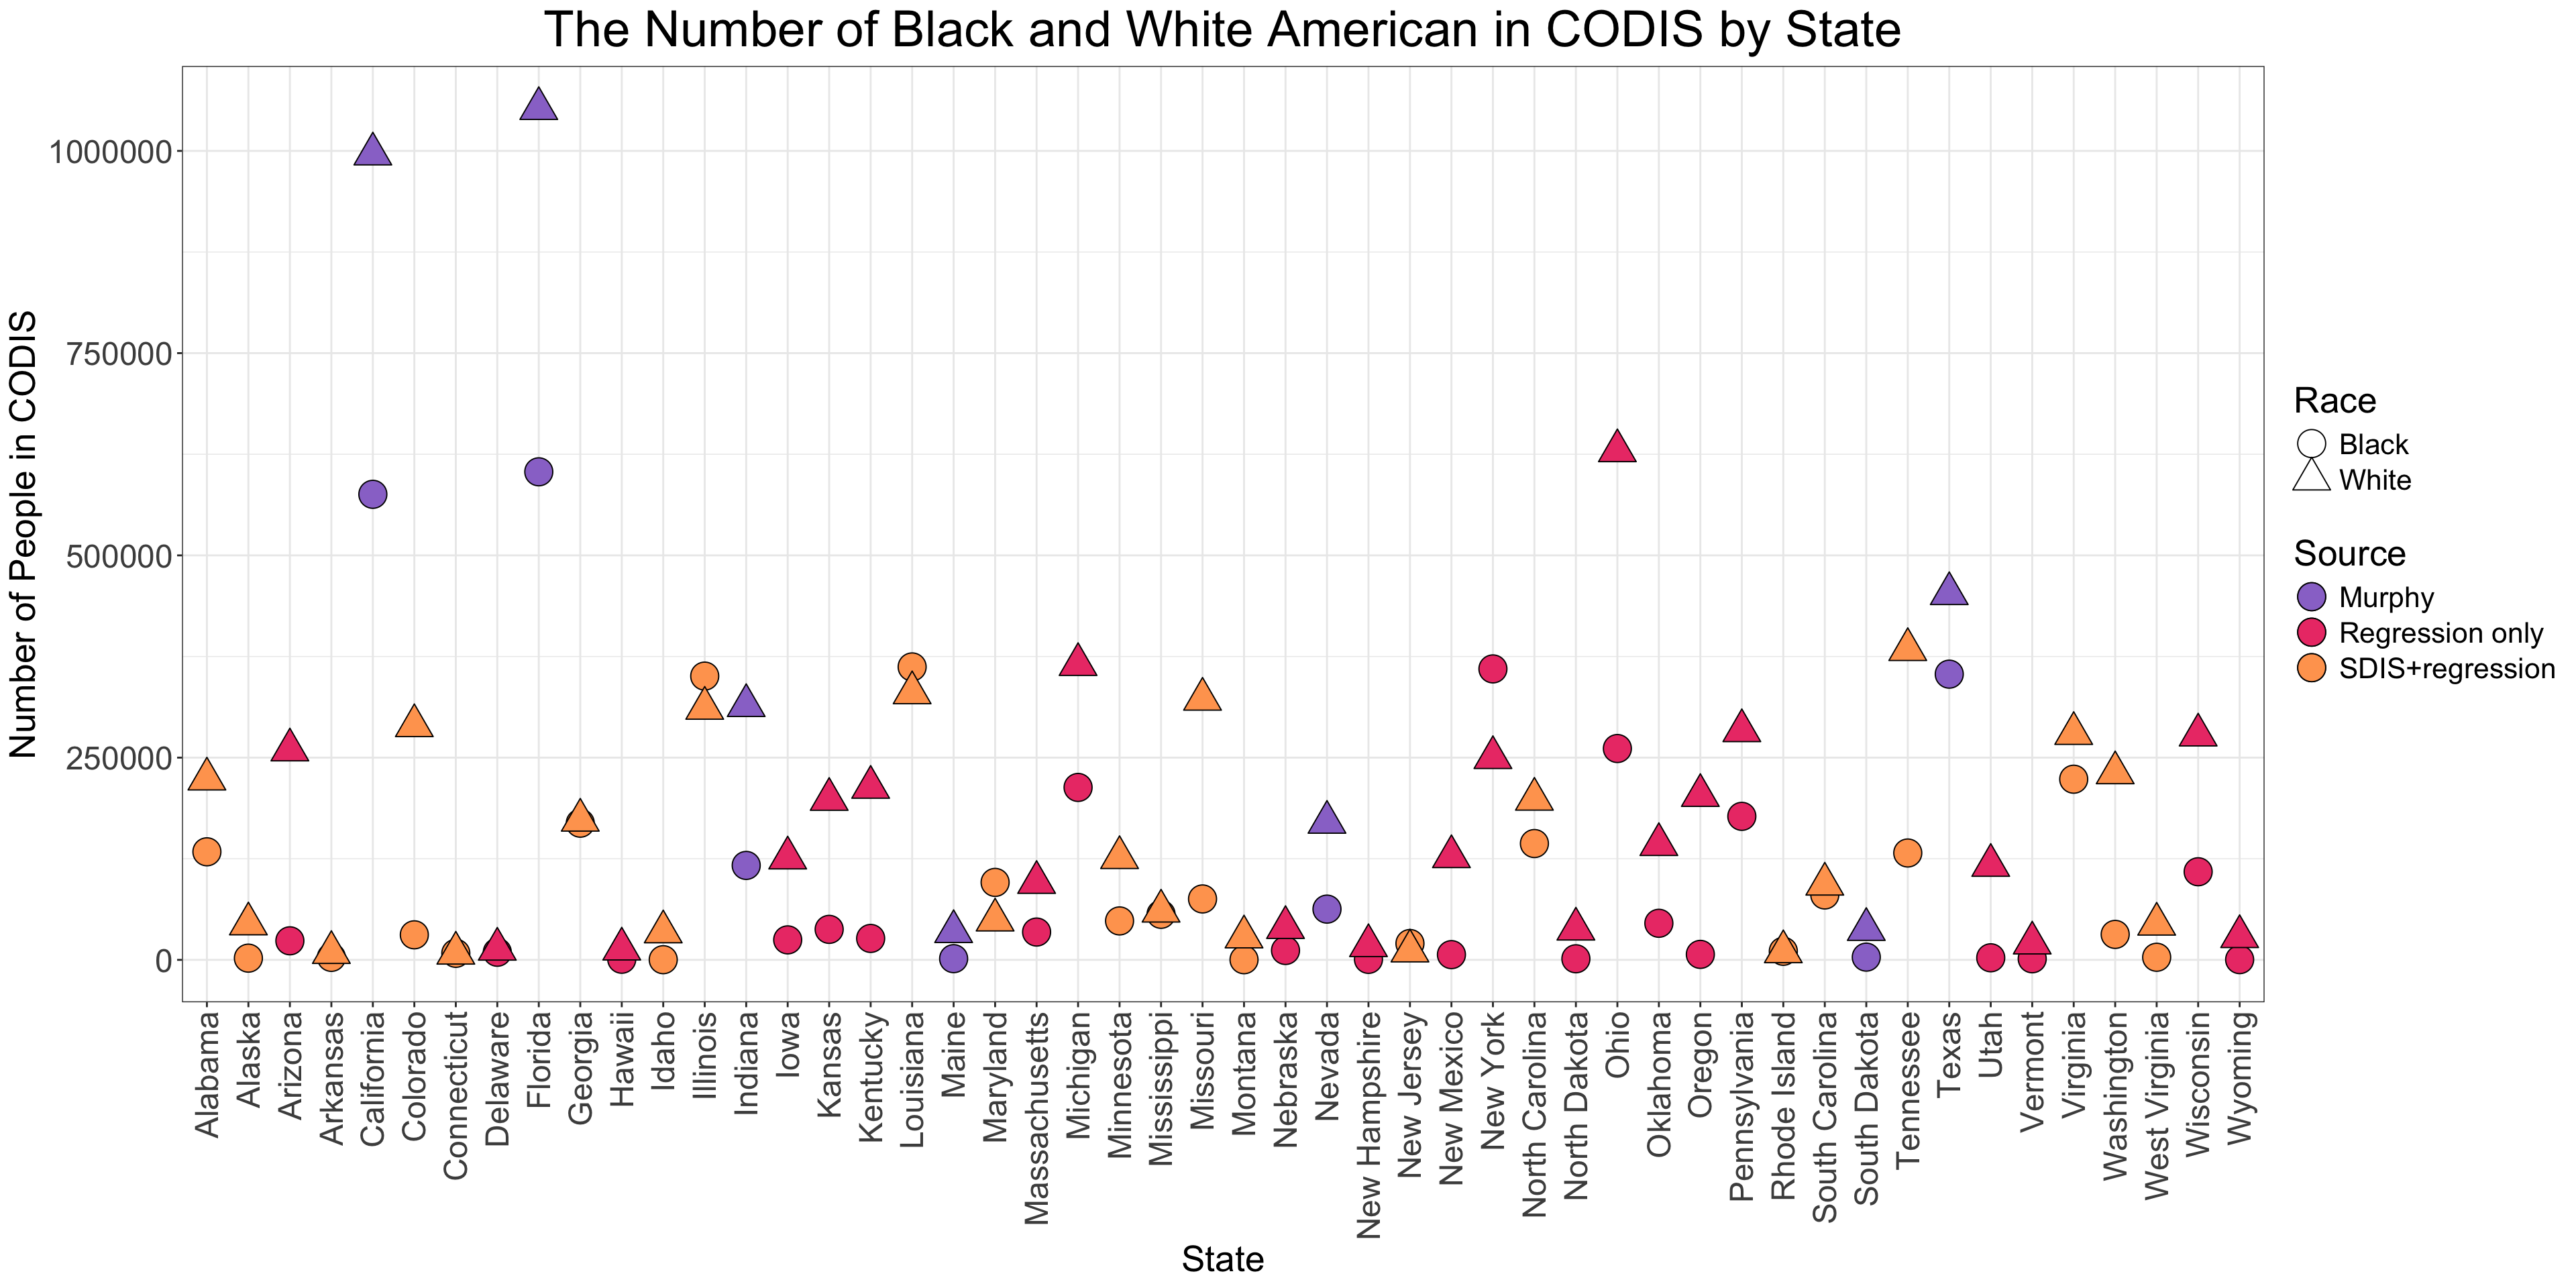 The Number of Black and White American in CODIS by State
Number of People in CODIS
1000000
750000
500000
250000
0
Alabama
Alaska
Arizona
Arkansas
California
Colorado
Connecticut
Delaware
Florida
Georgia
Hawaii
Idaho
Illinois
Indiana
Iowa
Kansas
Kentucky
Louisiana
Maine
Maryland
Massachusetts
Michigan
Minnesota
Mississippi
Missouri
Montana
Nebraska
Nevada
New Hampshire
New Jersey
New Mexico
New York
North Carolina
North Dakota
Ohio
Oklahoma
Oregon
Pennsylvania
Rhode Island
South Carolina
South Dakota
Tennessee
Texas
Utah
Vermont
Virginia
Washington
West Virginia
Wisconsin
Wyoming
State
Race
Black
White
Source
Murphy
Regression only
SDIS+regression